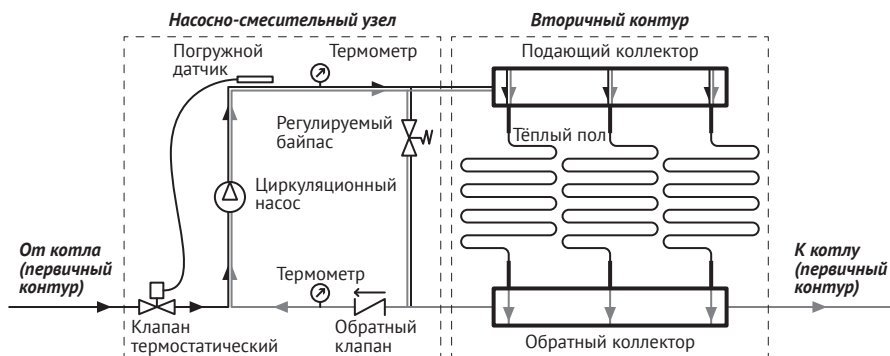 Насосно-смесительный узел
Вторичный контур
Погружной
датчик
Термометр
Подающий коллектор
Регулируемый
байпас
Тёплый пол
Циркуляционный
насос
От котла
(первичный
контур)
Термометр
К котлу
(первичный
контур)
Клапан
термостатический
Обратный
клапан
Обратный коллектор